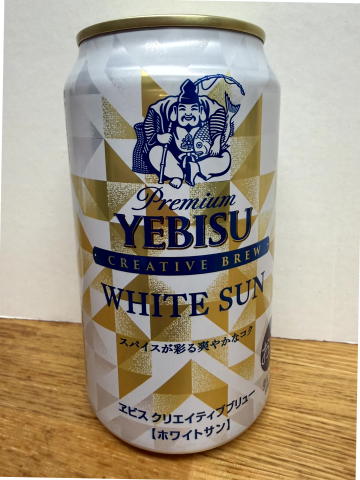 Premium
YEBISU
CREATIVE BREW
WHITE SUN
スパイスが彩る爽やかなコク
ヱビス クリエイティブブリュー
【ホワイトサン】